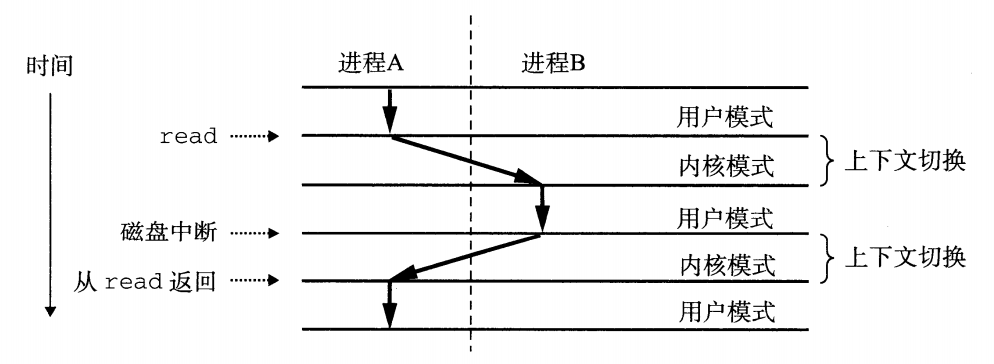 进程A 进程B
时间
用户模式
read
上下文切换
内核模式
用户模式
磁盘中断
上下文切换
内核模式
从 read 返回
用户模式